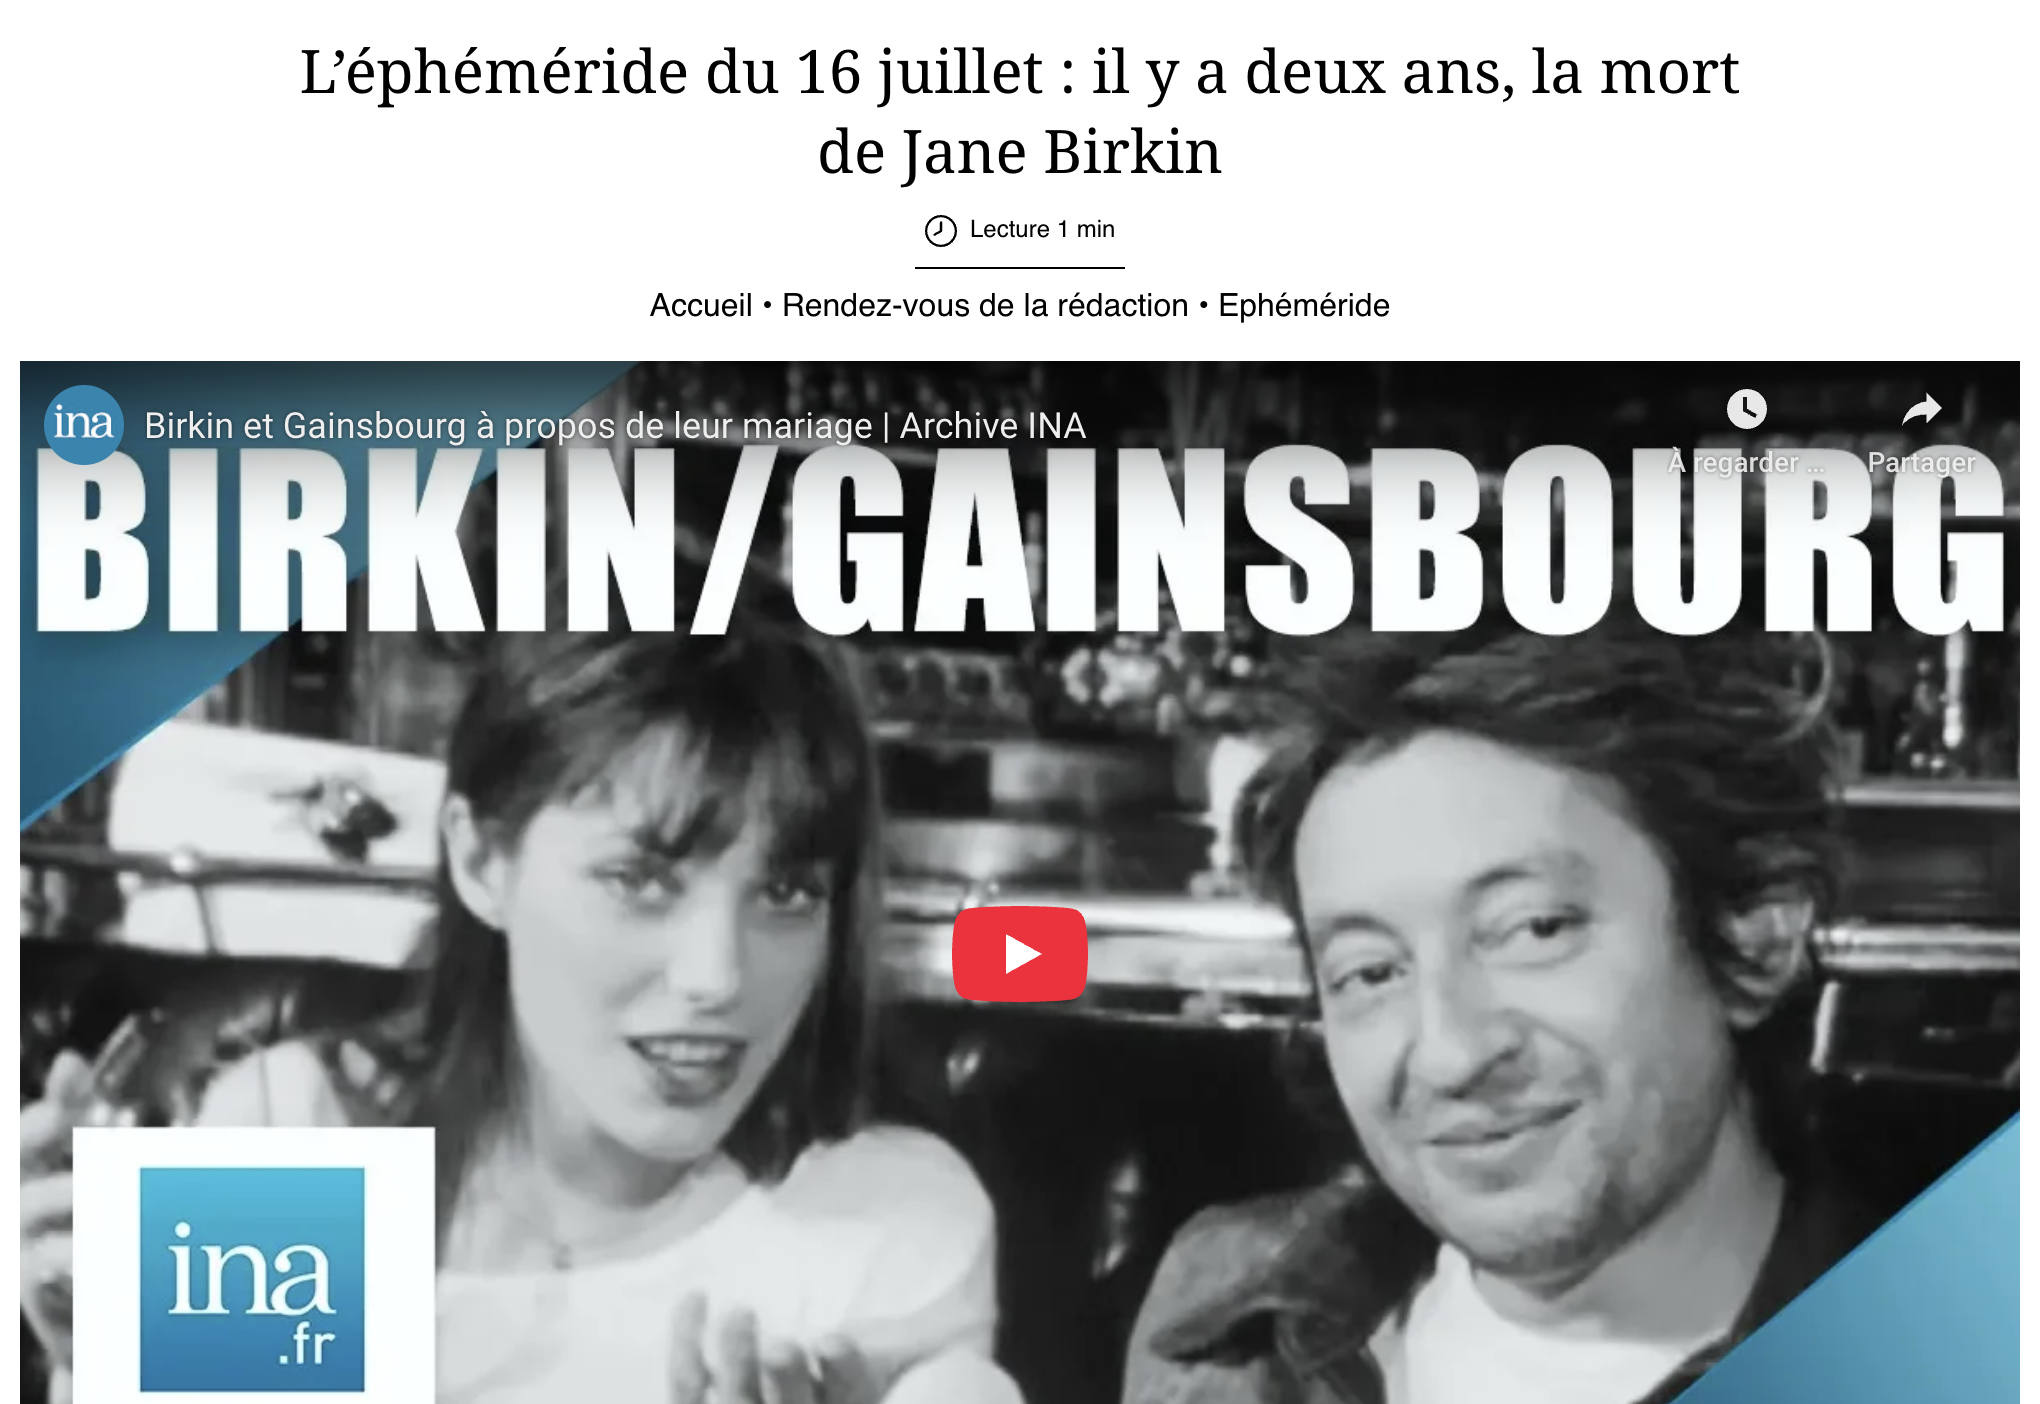 L’éphéméride du 16 juillet : il y a deux ans, la mort
de Jane Birkin
Lecture 1 min
Accueil • Rendez-vous de la rédaction • Ephéméride
ina
Birkin et Gainsbourg à propos de leur mariage | Archive INA
À regarder ...
Partager
BIRKIN/GAINSBOURG
ina
.fr